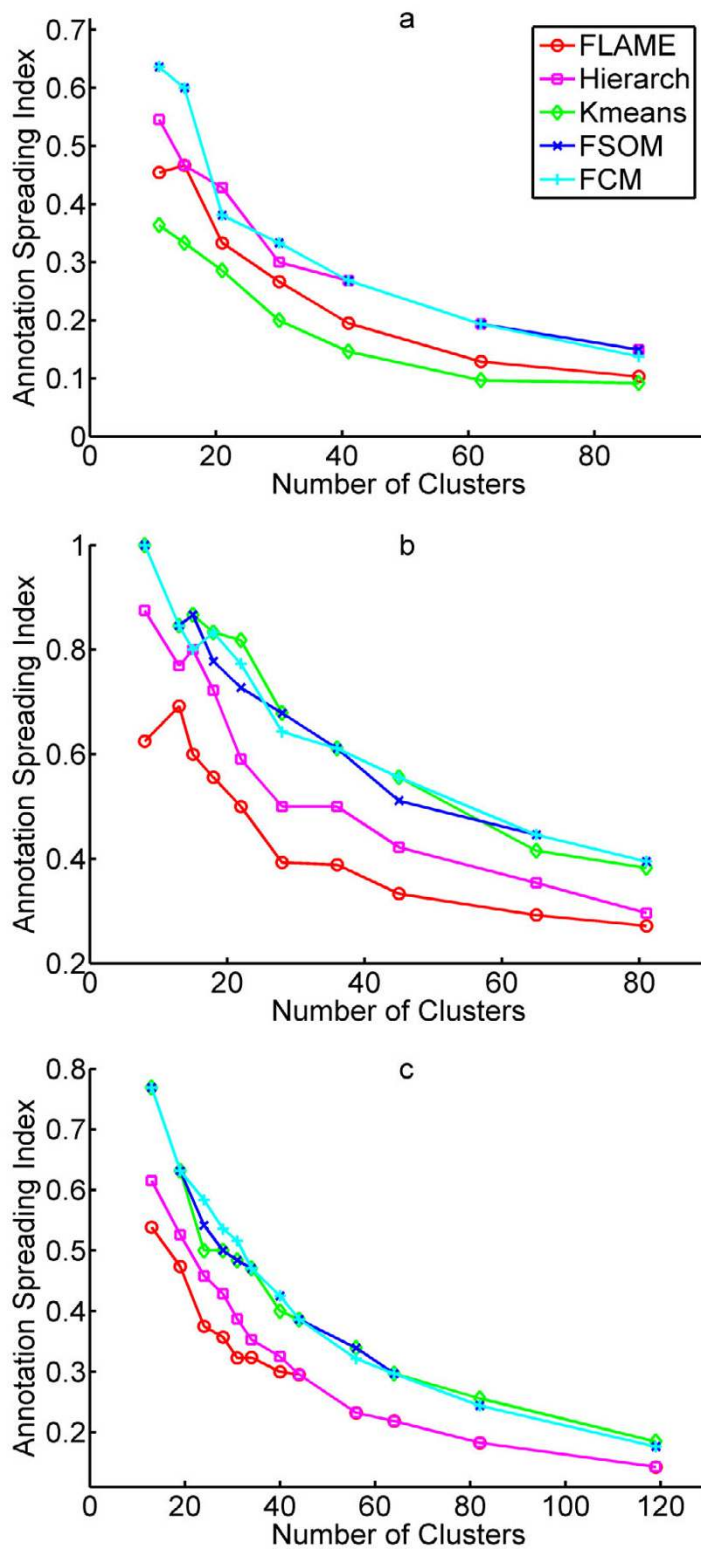 a
0.7
0.6
0.5
0.4
0.3
0.2
0.1
0
Annotation Spreading Index
FLAME
Hierarch
Kmeans
FSOM
FCM
0 20 40 60 80
Number of Clusters
b
1
0.8
0.6
0.4
0.2
Annotation Spreading Index
0 20 40 60 80
Number of Clusters
c
0.8
0.7
0.6
0.5
0.4
0.3
0.2
Annotation Spreading Index
0 20 40 60 80 100 120
Number of Clusters